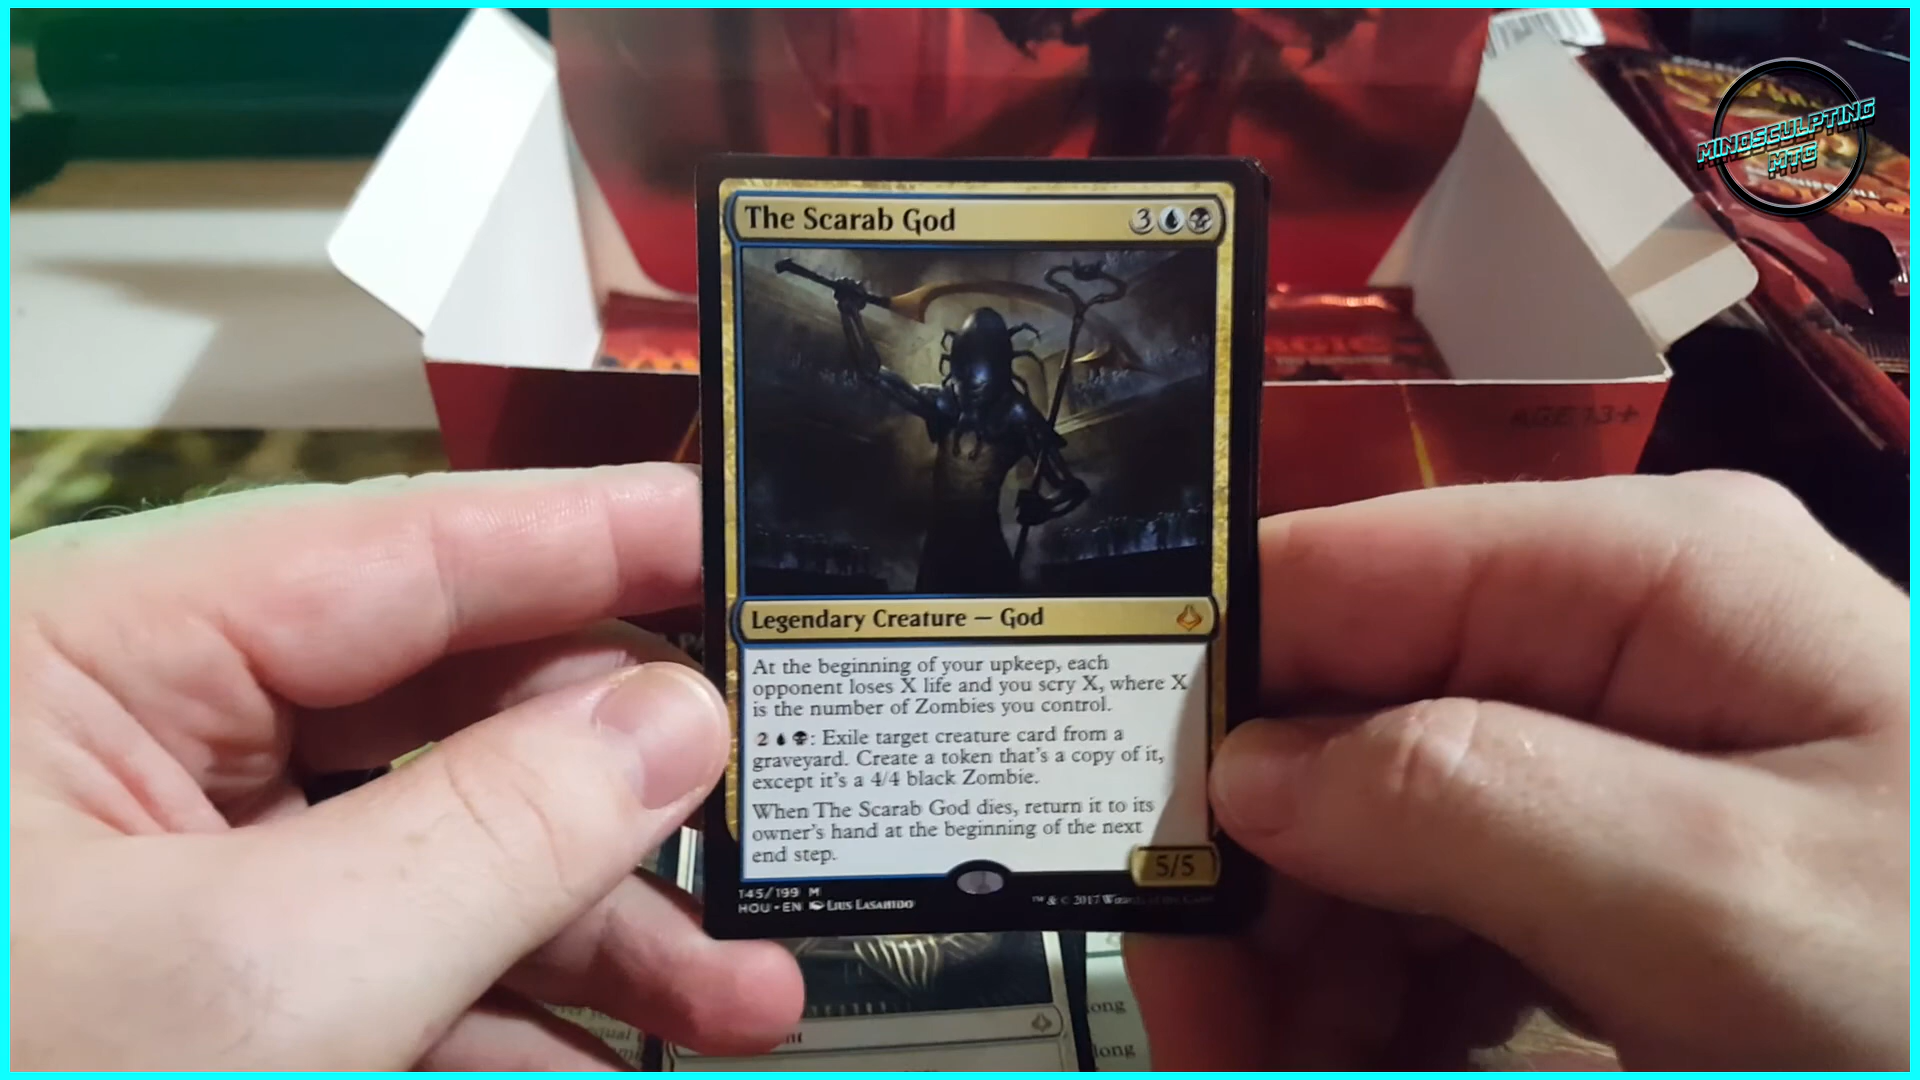 MINDSCULPTING
MTG
The Scarab God 3
MAGIC
AGE 13+
Legendary Creature — God
At the beginning of your upkeep, each
opponent loses X life and you scry X, where X
is the number of Zombies you control.
2 : Exile target creature card from a
graveyard. Create a token that's a copy of it,
except it's a 4/4 black Zombie.
When The Scarab God dies, return it to its
owner's hand at the beginning of the next
end step.
5/5
145/199 M
HOU • EN
™ & © 2017 Wizards of the Coast
long
long